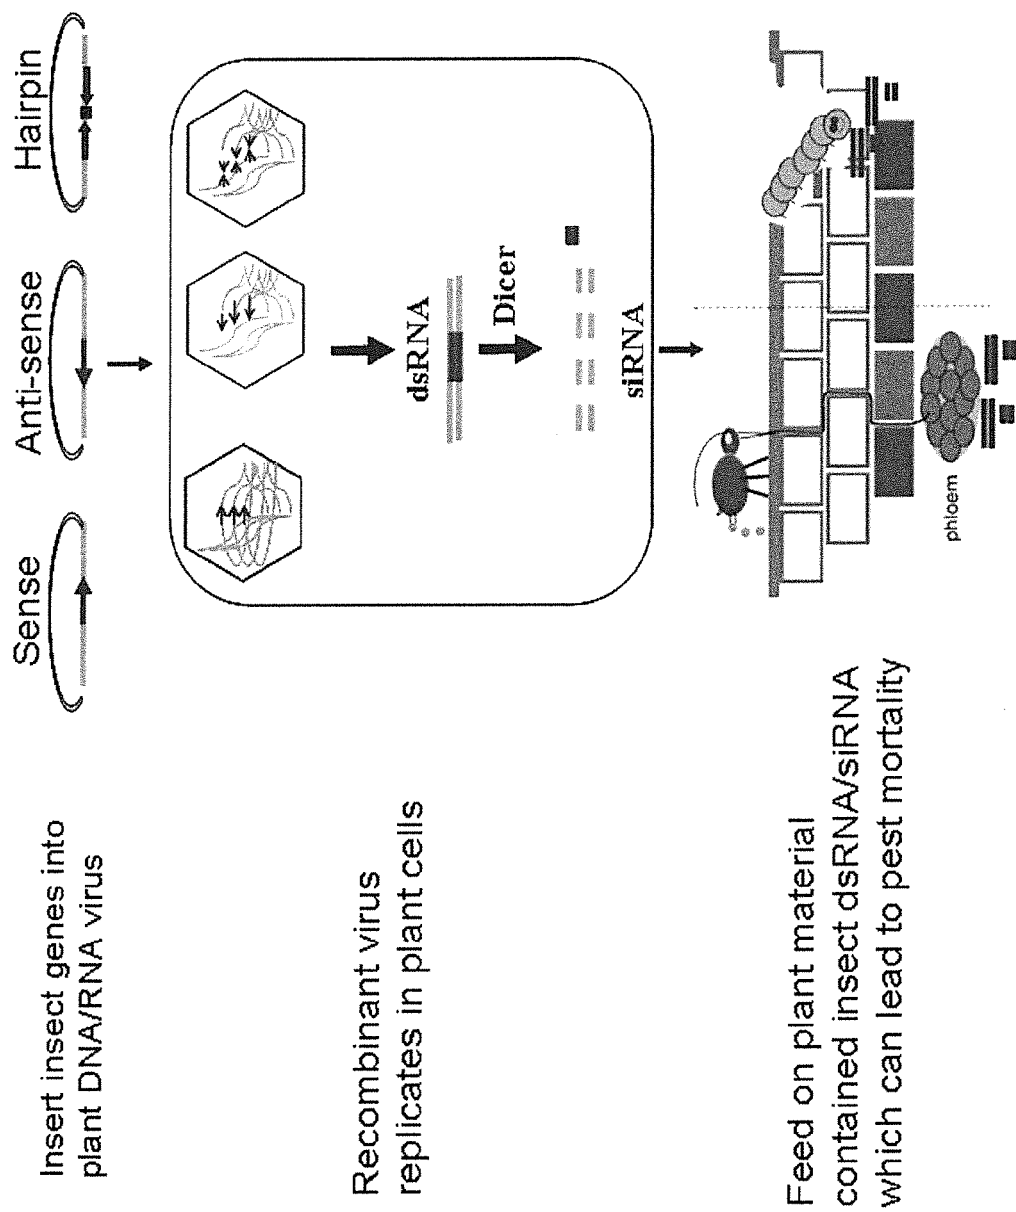 Sense
Anti-sense
Hairpin
Insert insect genes into
plant DNA/RNA virus
Recombinant virus
replicates in plant cells
dsRNA
Dicer
siRNA
Feed on plant material
contained insect dsRNA/siRNA
which can lead to pest mortality
phloem